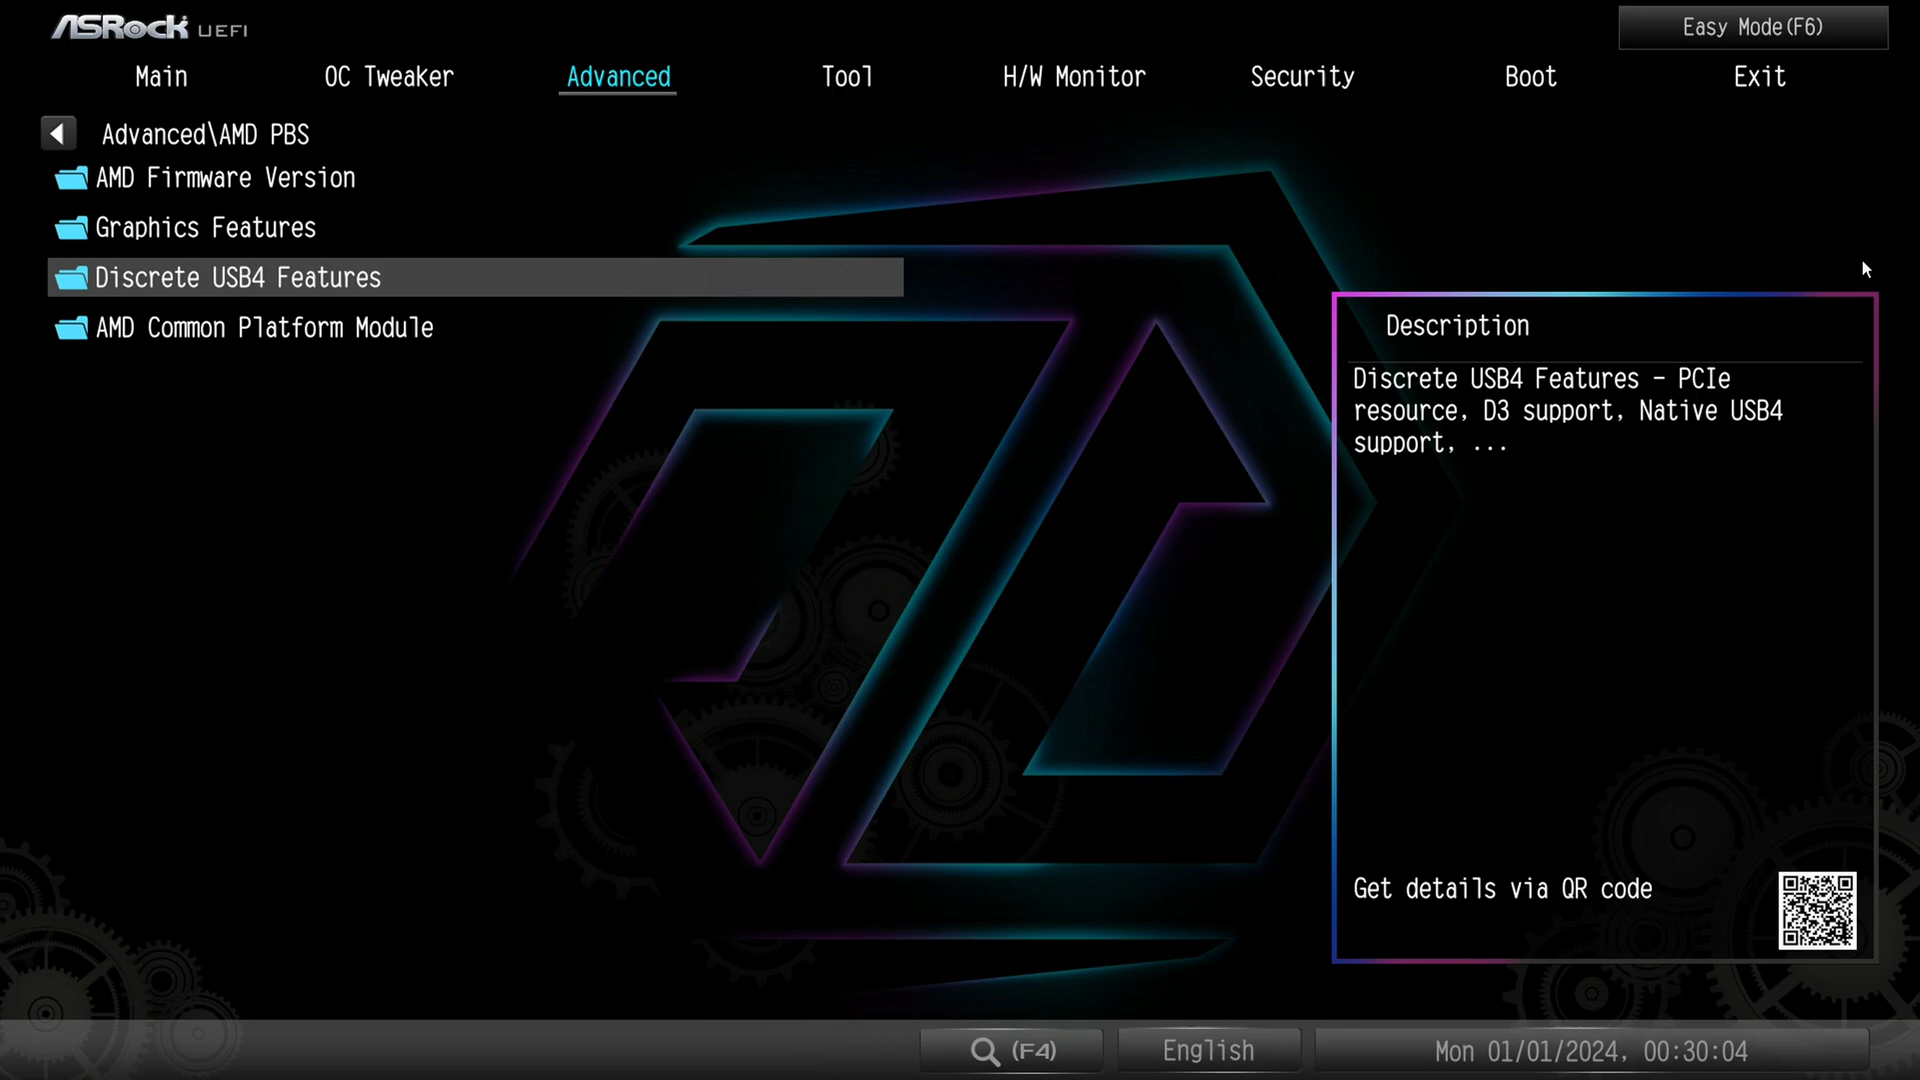 ASRock UEFI
Easy Mode(F6)
Main OC Tweaker Advanced Tool H/W Monitor Security Boot Exit
Advanced\AMD PBS
AMD Firmware Version
Graphics Features
Discrete USB4 Features
AMD Common Platform Module
Description
Discrete USB4 Features - PCIe
resource, D3 support, Native USB4
support, ...
Get details via QR code
(F4) English Mon 01/01/2024, 00:30:04